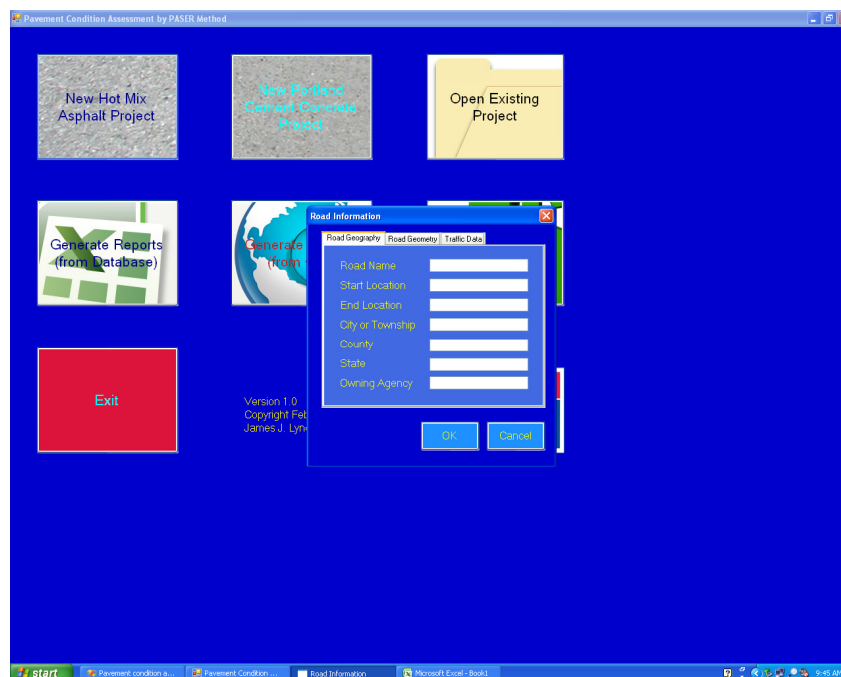 Pavement Condition Assessment by PASER Method
New Hot Mix
Asphalt Project
New Portland
Cement Concrete
Project
Open Existing
Project
Generate Reports
(from Database)
Generate
(from
Road Information
Road Geography
Road Geometry
Traffic Data
Road Name
Start Location
End Location
City or Township
County
State
Owning Agency
OK
Cancel
Exit
Version 1.0
Copyright Feb
James J. Lyn
start
Pavement condition a...
Pavement Condition ...
Road Information
Microsoft Excel - Book1
9:45 AM